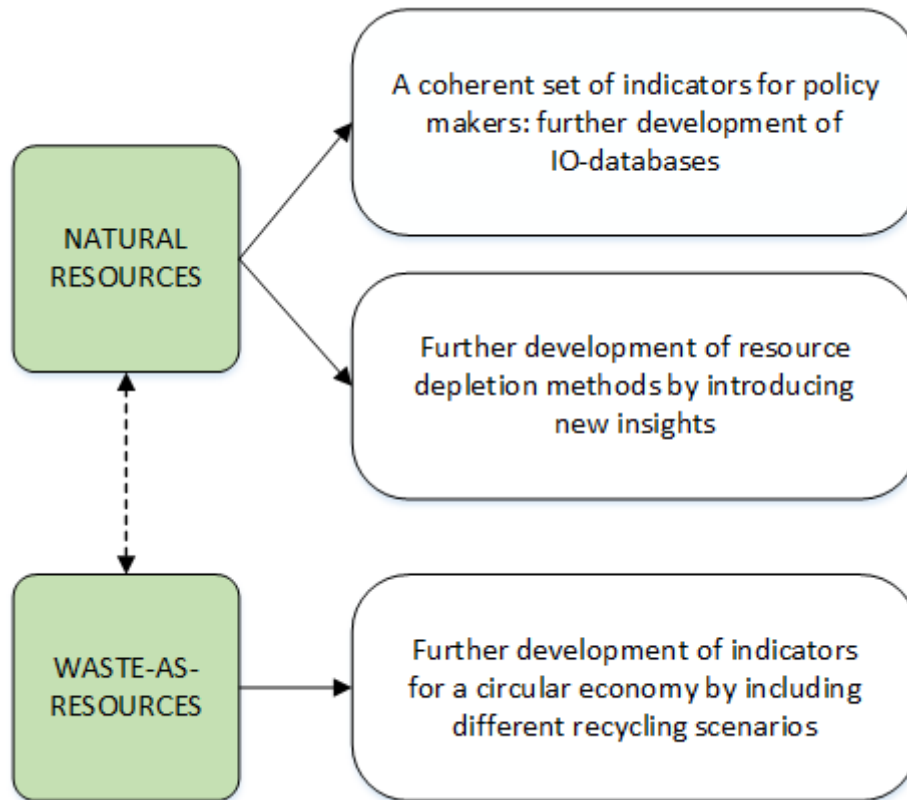 A coherent set of indicators for policy
makers: further development of
IO-databases
NATURAL
RESOURCES
Further development of resource
depletion methods by introducing
new insights
WASTE-AS-
RESOURCES
Further development of indicators
for a circular economy by including
different recycling scenarios